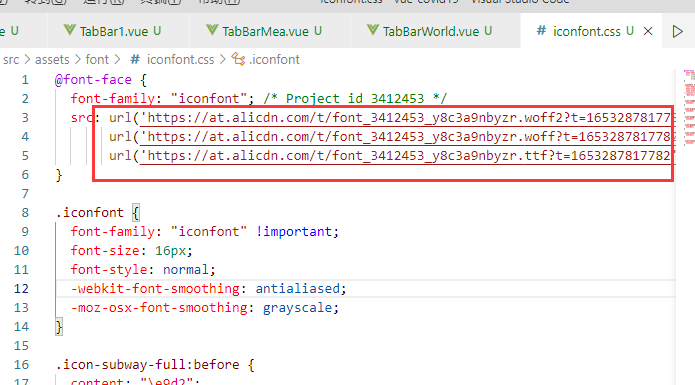 TabBar1.vue U
TabBarMea.vue U
TabBarWorld.vue U
# iconfont.css U
src > assets > font > # iconfont.css > .iconfont
1 @font-face {
2 font-family: "iconfont"; /* Project id 3412453 */
3 src: url('https://at.alicdn.com/t/font_3412453_y8c3a9nbyzr.woff2?t=16532878177
4 url('https://at.alicdn.com/t/font_3412453_y8c3a9nbyzr.woff?t=165328781778
5 url('https://at.alicdn.com/t/font_3412453_y8c3a9nbyzr.ttf?t=1653287817782
6 }
7
8 .iconfont {
9 font-family: "iconfont" !important;
10 font-size: 16px;
11 font-style: normal;
12 -webkit-font-smoothing: antialiased;
13 -moz-osx-font-smoothing: grayscale;
14 }
15
16 .icon-subway-full:before {
17 content: "\e9d2";